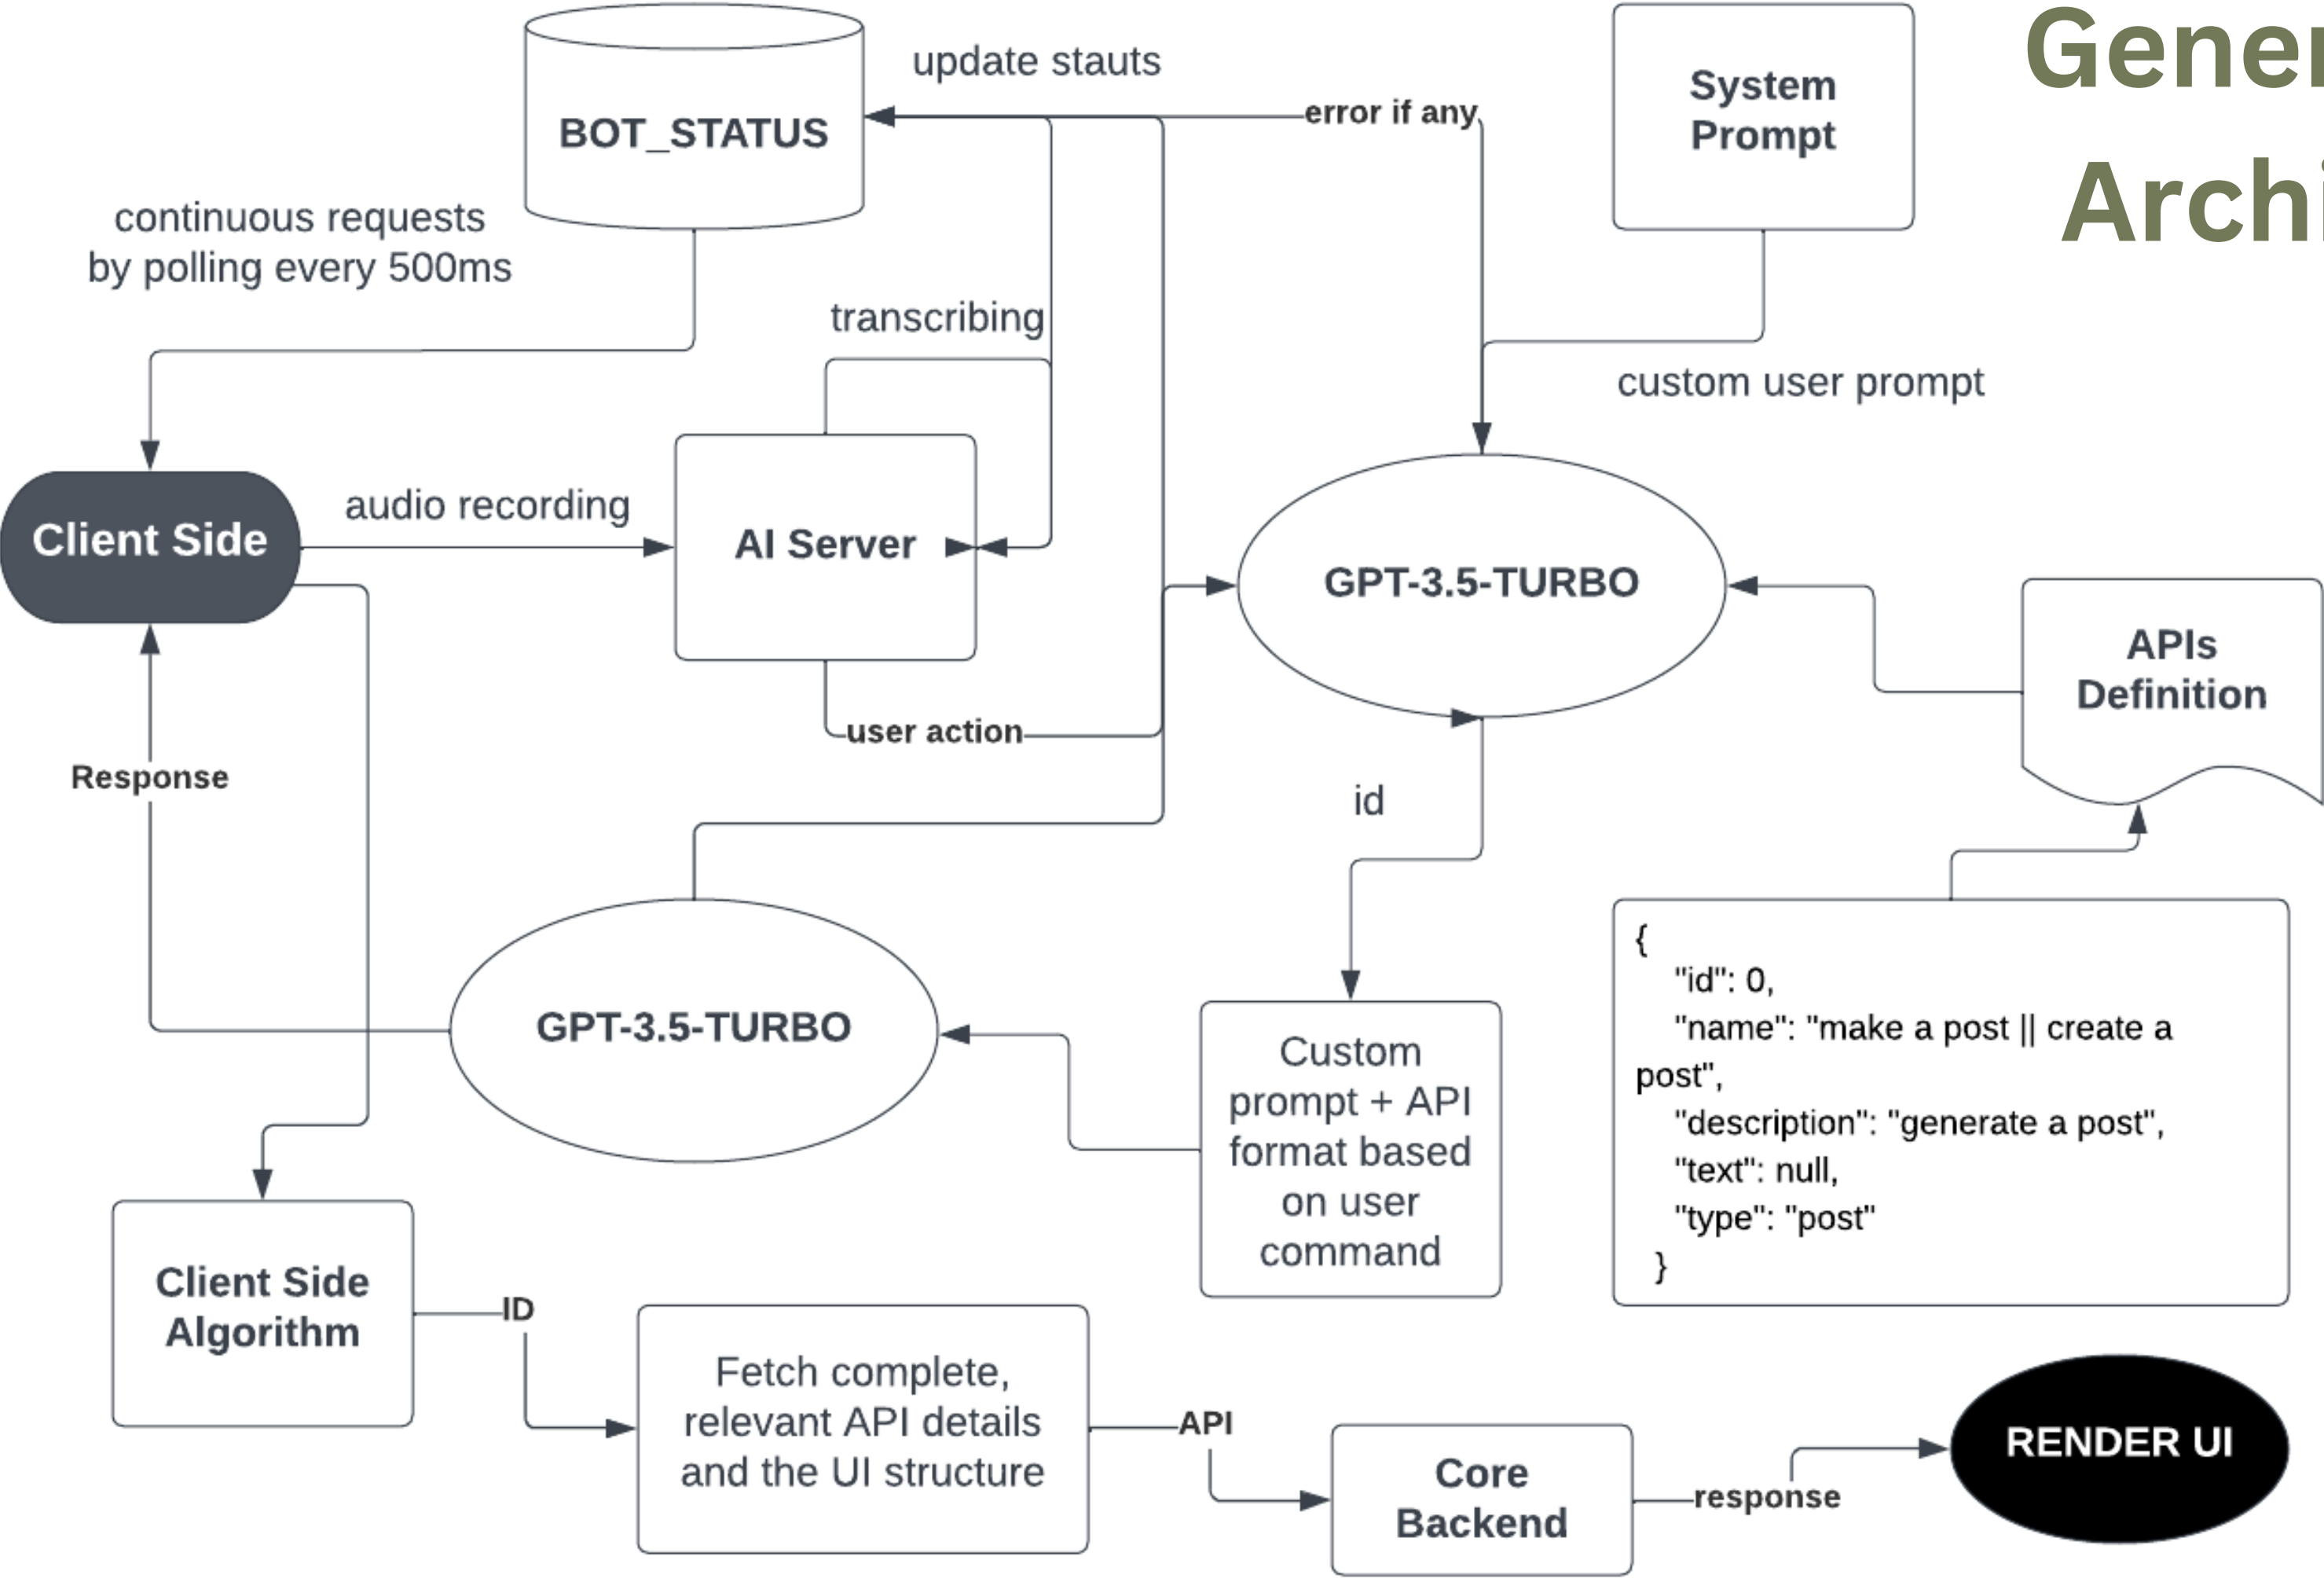 Gener
Archi
update stauts
BOT_STATUS
error if any
System
Prompt
continuous requests
by polling every 500ms
transcribing
custom user prompt
Client Side
audio recording
AI Server
GPT-3.5-TURBO
APIs
Definition
user action
Response
id
GPT-3.5-TURBO
Custom
prompt + API
format based
on user
command
{
"id": 0,
"name": "make a post || create a
post",
"description": "generate a post",
"text": null,
"type": "post"
}
Client Side
Algorithm
ID
Fetch complete,
relevant API details
and the UI structure
API
Core
Backend
response
RENDER UI